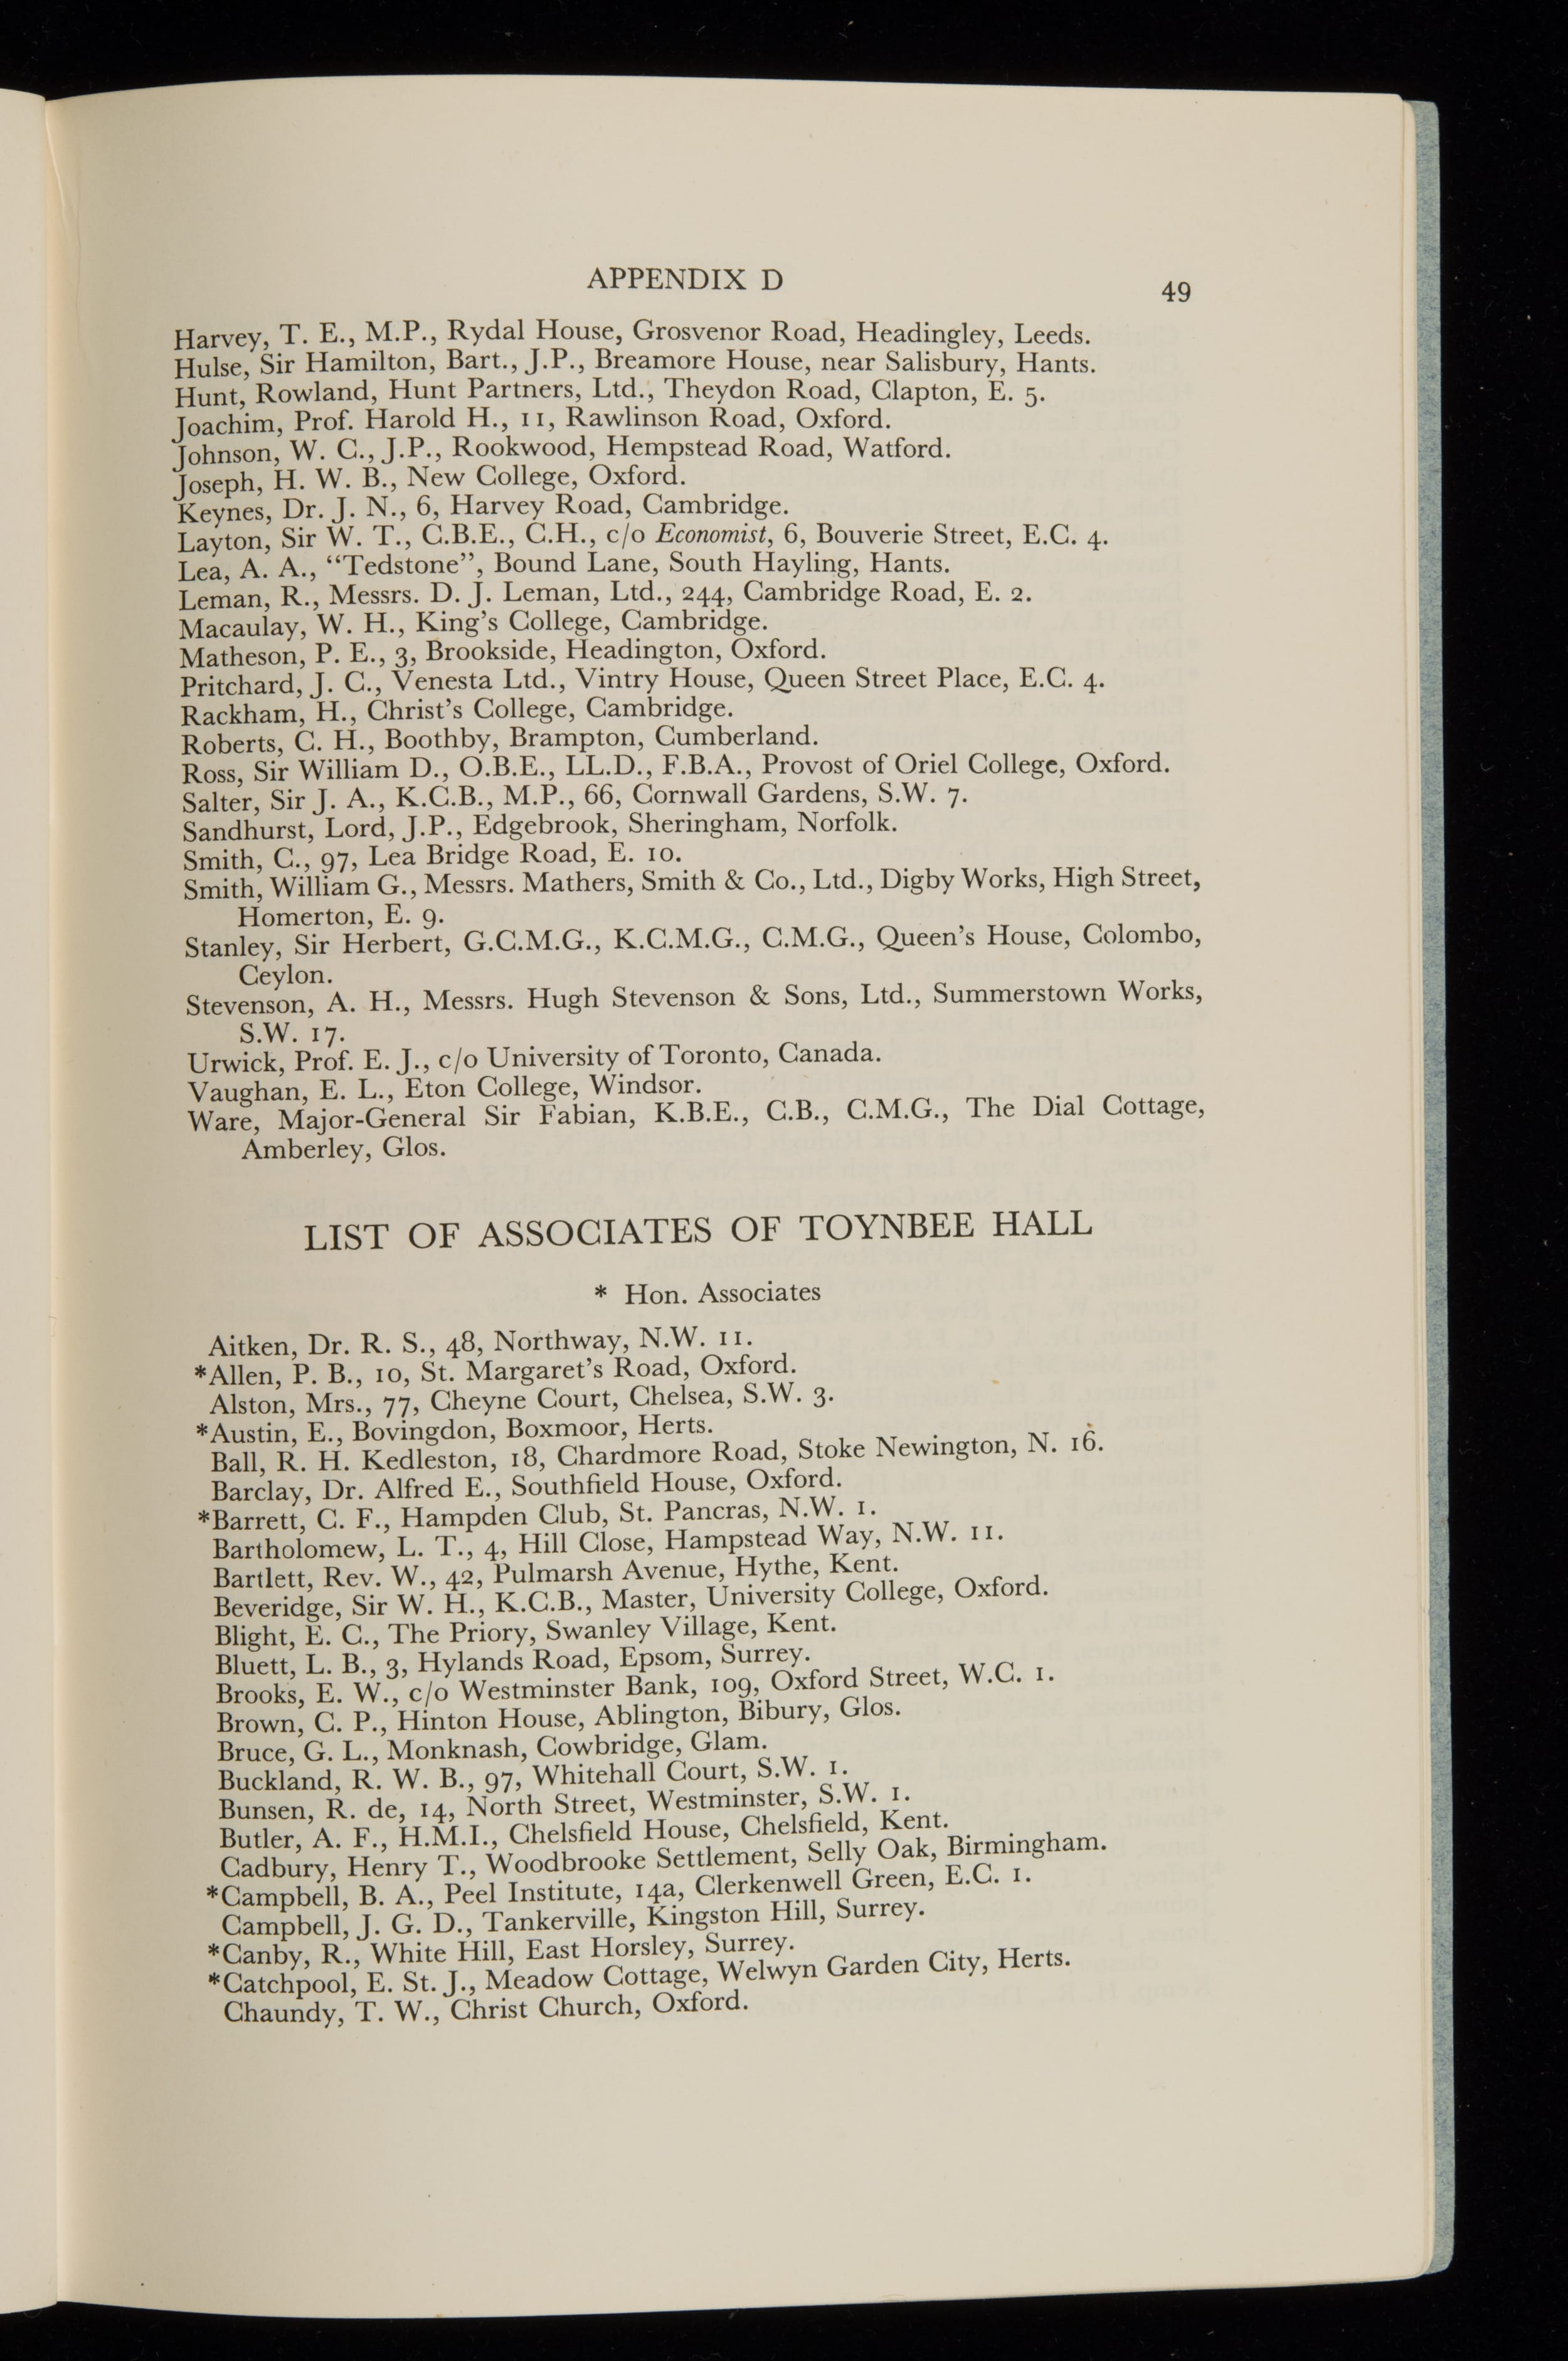 APPENDIX D 49
Harvey, T. E., M.P., Rydal House, Grosvenor Road, Headingley, Leeds.
Hulse, Sir Hamilton, Bart., J.P., Breamore House, near Salisbury, Hants.
Hunt, Rowland, Hunt Partners, Ltd., Theydon Road, Clapton, E. 5.
Joachim, Prof. Harold H., 11, Rawlinson Road, Oxford.
Johnson, W. C., J.P., Rookwood, Hempstead Road, Watford.
Joseph, H. W. B., New College, Oxford.
Keynes, Dr. J. N., 6, Harvey Road, Cambridge.
Layton, Sir W. T., C.B.E., C.H., c/o Economist, 6, Bouverie Street, E.C. 4.
Lea, A. A., “Tedstone”, Bound Lane, South Hayling, Hants.
Leman, R., Messrs. D. J. Leman, Ltd., 244, Cambridge Road, E. 2.
Macaulay, W. H., King’s College, Cambridge.
Matheson, P. E., 3, Brookside, Headington, Oxford.
Pritchard, J. C., Venesta Ltd., Vintry House, Queen Street Place, E.C. 4.
Rackham, H., Christ’s College, Cambridge.
Roberts, C. H., Boothby, Brampton, Cumberland.
Ross, Sir William D., O.B.E., LL.D., F.B.A., Provost of Oriel College, Oxford.
Salter, Sir J. A., K.C.B., M.P., 66, Cornwall Gardens, S.W. 7.
Sandhurst, Lord, J.P., Edgebrook, Sheringham, Norfolk.
Smith, C., 97, Lea Bridge Road, E. 10.
Smith, William G., Messrs. Mathers, Smith & Co., Ltd., Digby Works, High Street,
Homerton, E. 9.
Stanley, Sir Herbert, G.C.M.G., K.C.M.G., C.M.G., Queen’s House, Colombo,
Ceylon.
Stevenson, A. H., Messrs. Hugh Stevenson & Sons, Ltd., Summerstown Works,
S.W. 17.
Urwick, Prof. E. J., c/o University of Toronto, Canada.
Vaughan, E. L., Eton College, Windsor.
Ware, Major-General Sir Fabian, K.B.E., C.B., C.M.G., The Dial Cottage,
Amberley, Glos.
LIST OF ASSOCIATES OF TOYNBEE HALL
* Hon. Associates
Aitken, Dr. R. S., 48, Northway, N.W. 11.
*Allen, P. B., 10, St. Margaret’s Road, Oxford.
Alston, Mrs., 77, Cheyne Court, Chelsea, S.W. 3.
*Austin, E., Bovingdon, Boxmoor, Herts.
Ball, R. H. Kedleston, 18, Chardmore Road, Stoke Newington, N. 16.
Barclay, Dr. Alfred E., Southfield House, Oxford.
*Barrett, C. F., Hampden Club, St. Pancras, N.W. 1.
Bartholomew, L. T., 4, Hill Close, Hampstead Way, N.W. 11.
Bartlett, Rev. W., 42, Pulmarsh Avenue, Hythe, Kent.
Beveridge, Sir W. H., K.C.B., Master, University College, Oxford.
Blight, E. C., The Priory, Swanley Village, Kent.
Bluett, L. B., 3, Hylands Road, Epsom, Surrey.
Brooks, E. W., c/o Westminster Bank, 109, Oxford Street, W.C. 1.
Brown, C. P., Hinton House, Ablington, Bibury, Glos.
Bruce, G. L., Monknash, Cowbridge, Glam.
Buckland, R. W. B., 97, Whitehall Court, S.W. 1.
Bunsen, R. de, 14, North Street, Westminster, S.W. 1.
Butler, A. F., H.M.I., Chelsfield House, Chelsfield, Kent.
Cadbury, Henry T., Woodbrooke Settlement, Selly Oak, Birmingham.
*Campbell, B. A., Peel Institute, 14a, Clerkenwell Green, E.C. 1.
Campbell, J. G. D., Tankerville, Kingston Hill, Surrey.
*Canby, R., White Hill, East Horsley, Surrey.
*Catchpool, E. St. J., Meadow Cottage, Welwyn Garden City, Herts.
Chaundy, T. W., Christ Church, Oxford.